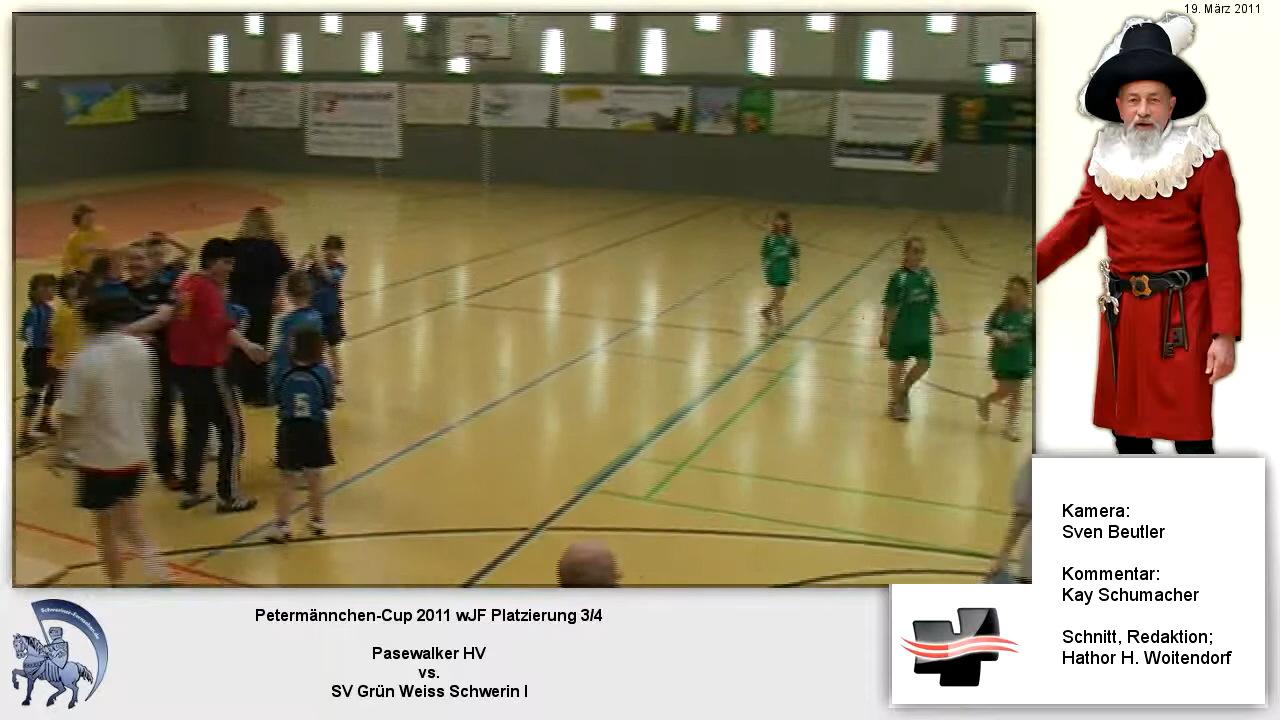 19. März 2011
5
Kamera:
Sven Beutler
Kommentar:
Kay Schumacher
Schnitt, Redaktion;
Hathor H. Woitendorf
Petermännchen-Cup 2011 wJF Platzierung 3/4
Pasewalker HV
vs.
SV Grün Weiss Schwerin I